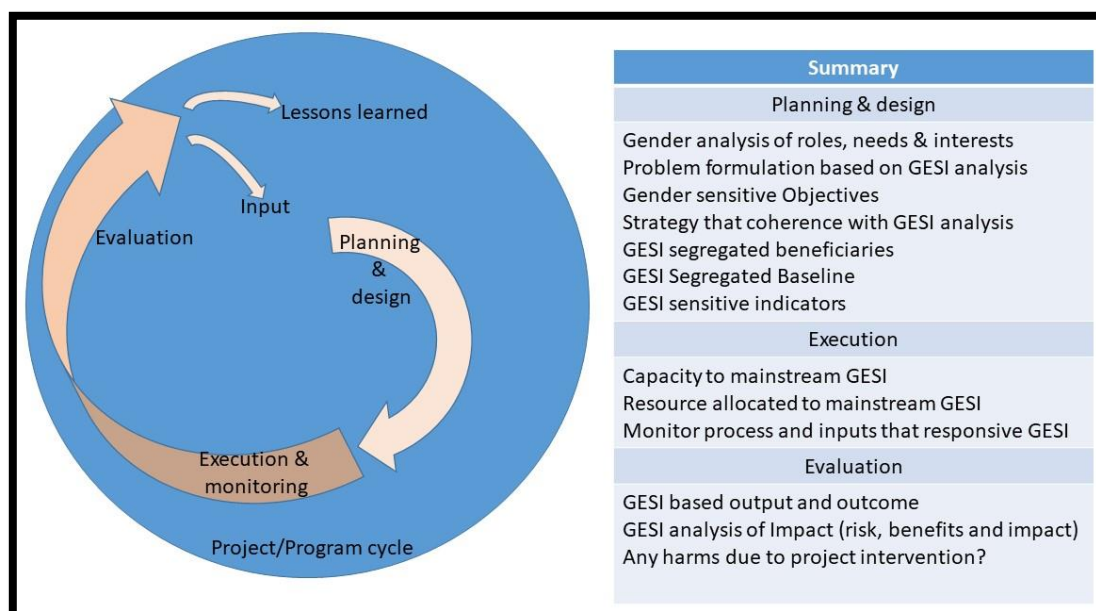 Lessons learned
Input
Evaluation
Planning
&
design
Execution &
monitoring
Project/Program cycle
Summary
Planning & design
Gender analysis of roles, needs & interests
Problem formulation based on GESI analysis
Gender sensitive Objectives
Strategy that coherence with GESI analysis
GESI segregated beneficiaries
GESI Segregated Baseline
GESI sensitive indicators
Execution
Capacity to mainstream GESI
Resource allocated to mainstream GESI
Monitor process and inputs that responsive GESI
Evaluation
GESI based output and outcome
GESI analysis of Impact (risk, benefits and impact)
Any harms due to project intervention?